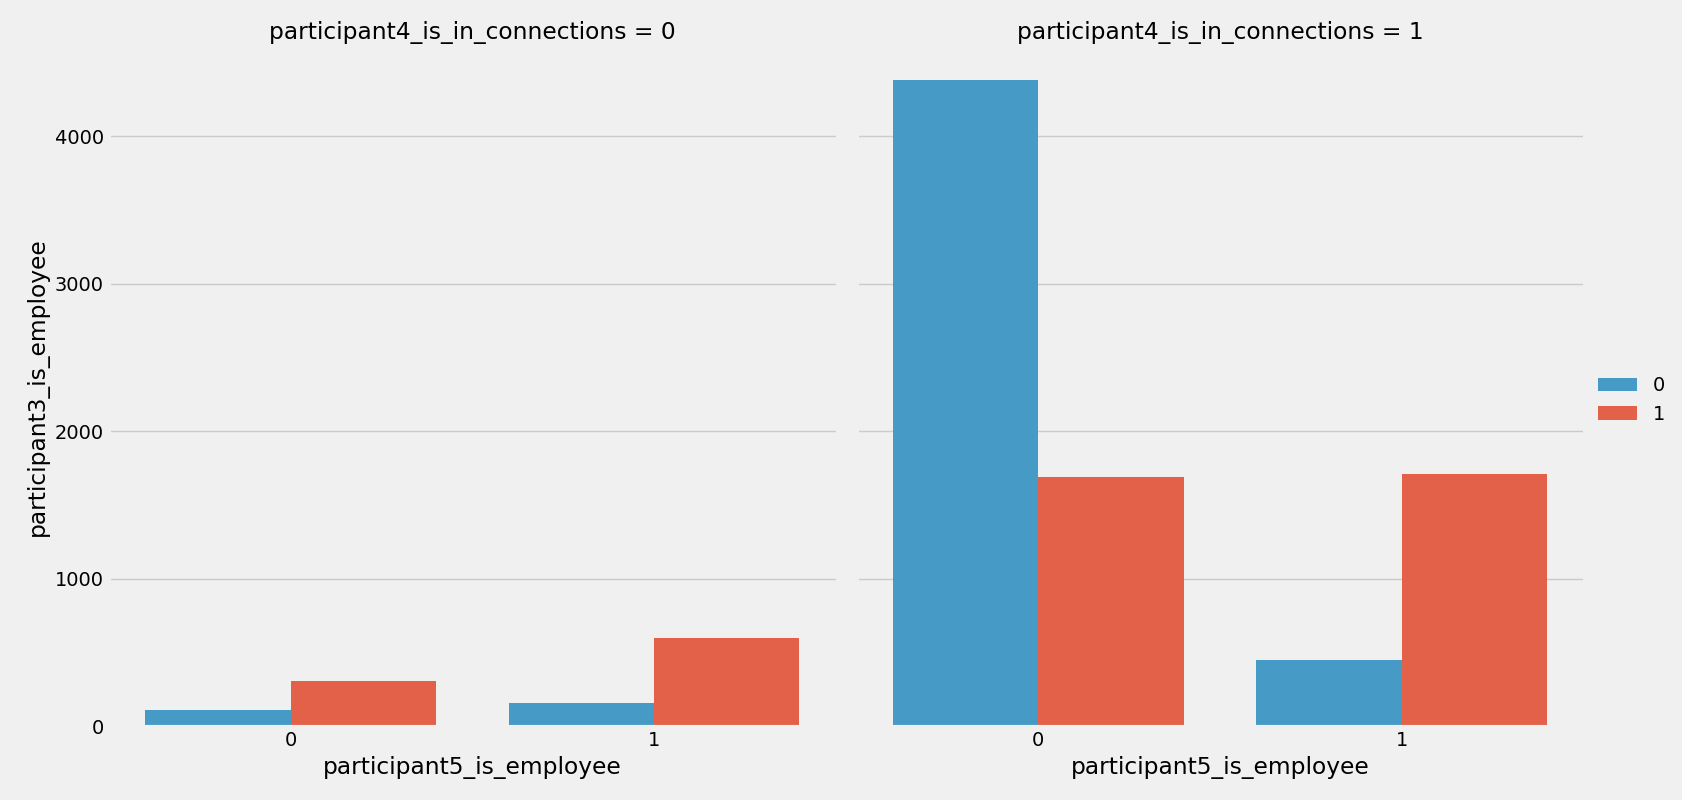 participant4_is_in_connections = 0
participant4_is_in_connections = 1
participant3_is_employee
4000
3000
2000
1000
0
0
1
0
1
participant5_is_employee
participant5_is_employee
0
1